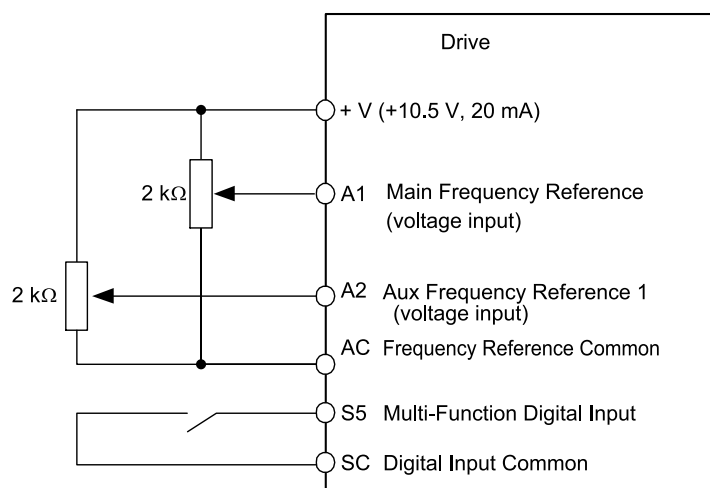 Drive
+ V (+10.5 V, 20 mA)
2 kΩ
A1 Main Frequency Reference
(voltage input)
2 kΩ
A2 Aux Frequency Reference 1
(voltage input)
AC Frequency Reference Common
S5 Multi-Function Digital Input
SC Digital Input Common